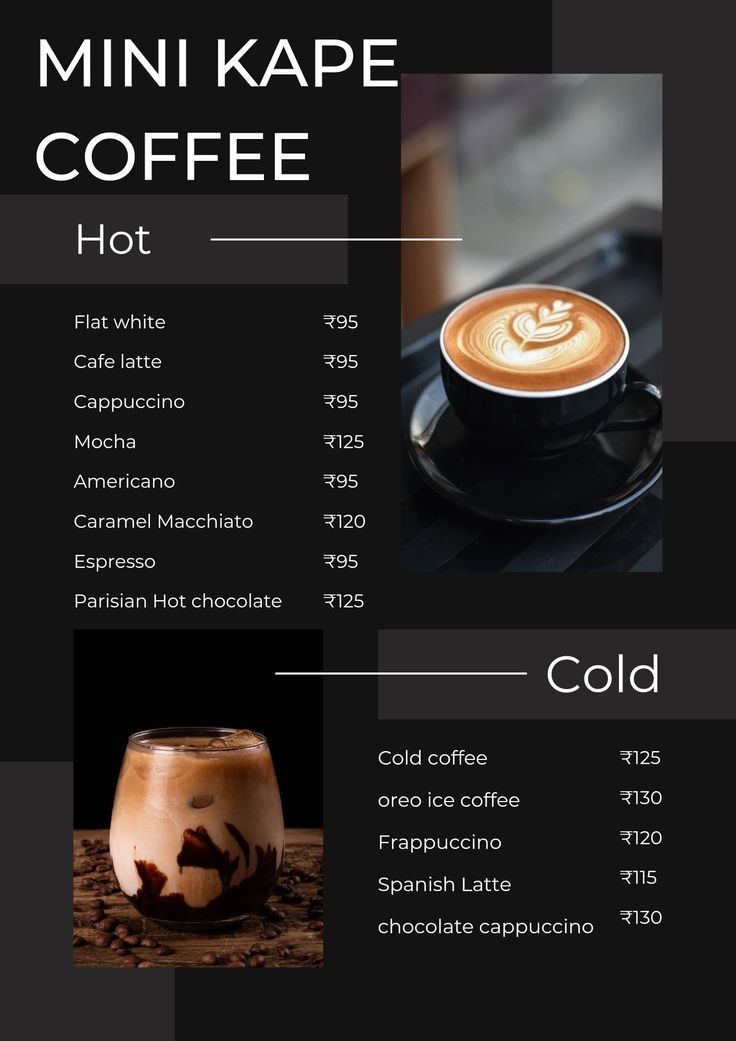 MINI KAPE
COFFEE
Hot
Flat white ₹95
Cafe latte ₹95
Cappuccino ₹95
Mocha ₹125
Americano ₹95
Caramel Macchiato ₹120
Espresso ₹95
Parisian Hot chocolate ₹125
Cold
Cold coffee ₹125
oreo ice coffee ₹130
Frappuccino ₹120
Spanish Latte ₹115
chocolate cappuccino ₹130